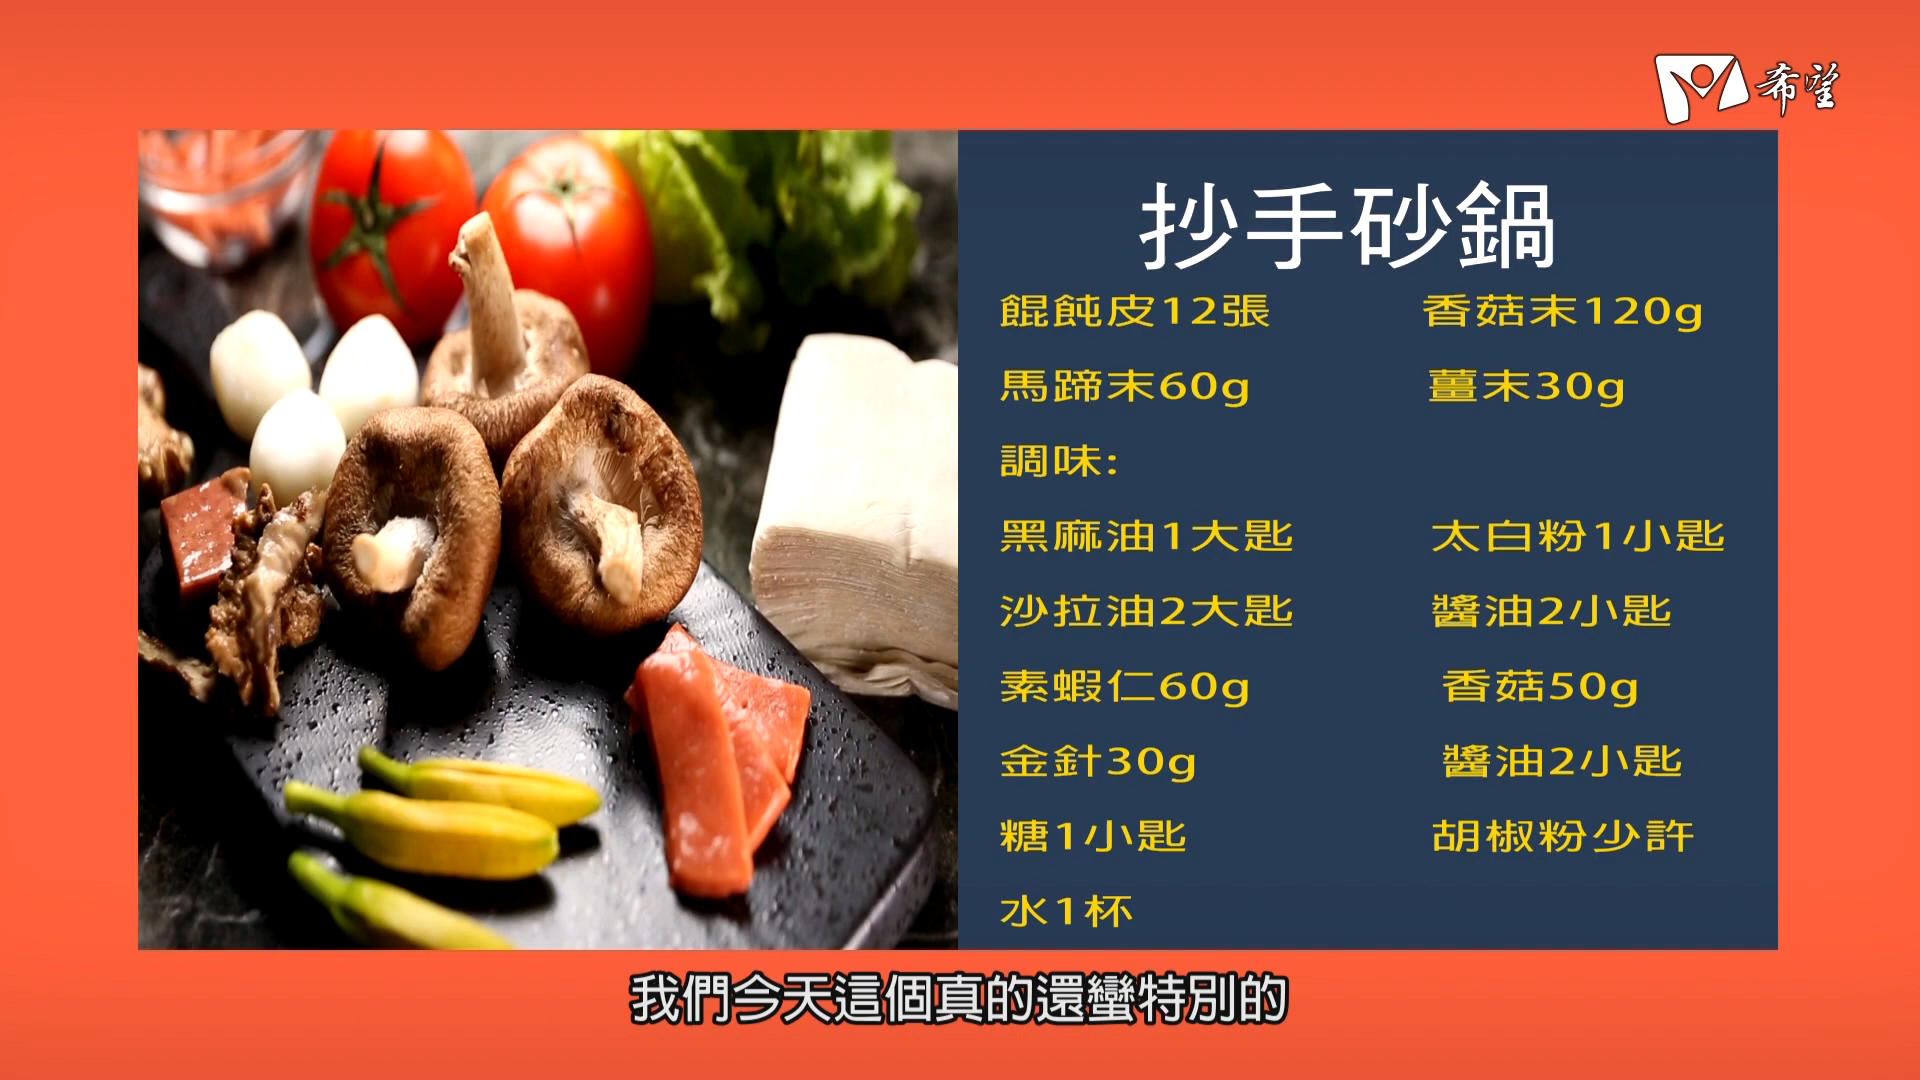 希望
抄手砂鍋
餛飩皮12張 香菇末120g
馬蹄末60g 薑末30g
調味:
黑麻油1大匙 太白粉1小匙
沙拉油2大匙 醬油2小匙
素蝦仁60g 香菇50g
金針30g 醬油2小匙
糖1小匙 胡椒粉少許
水1杯
我們今天這個真的還蠻特別的